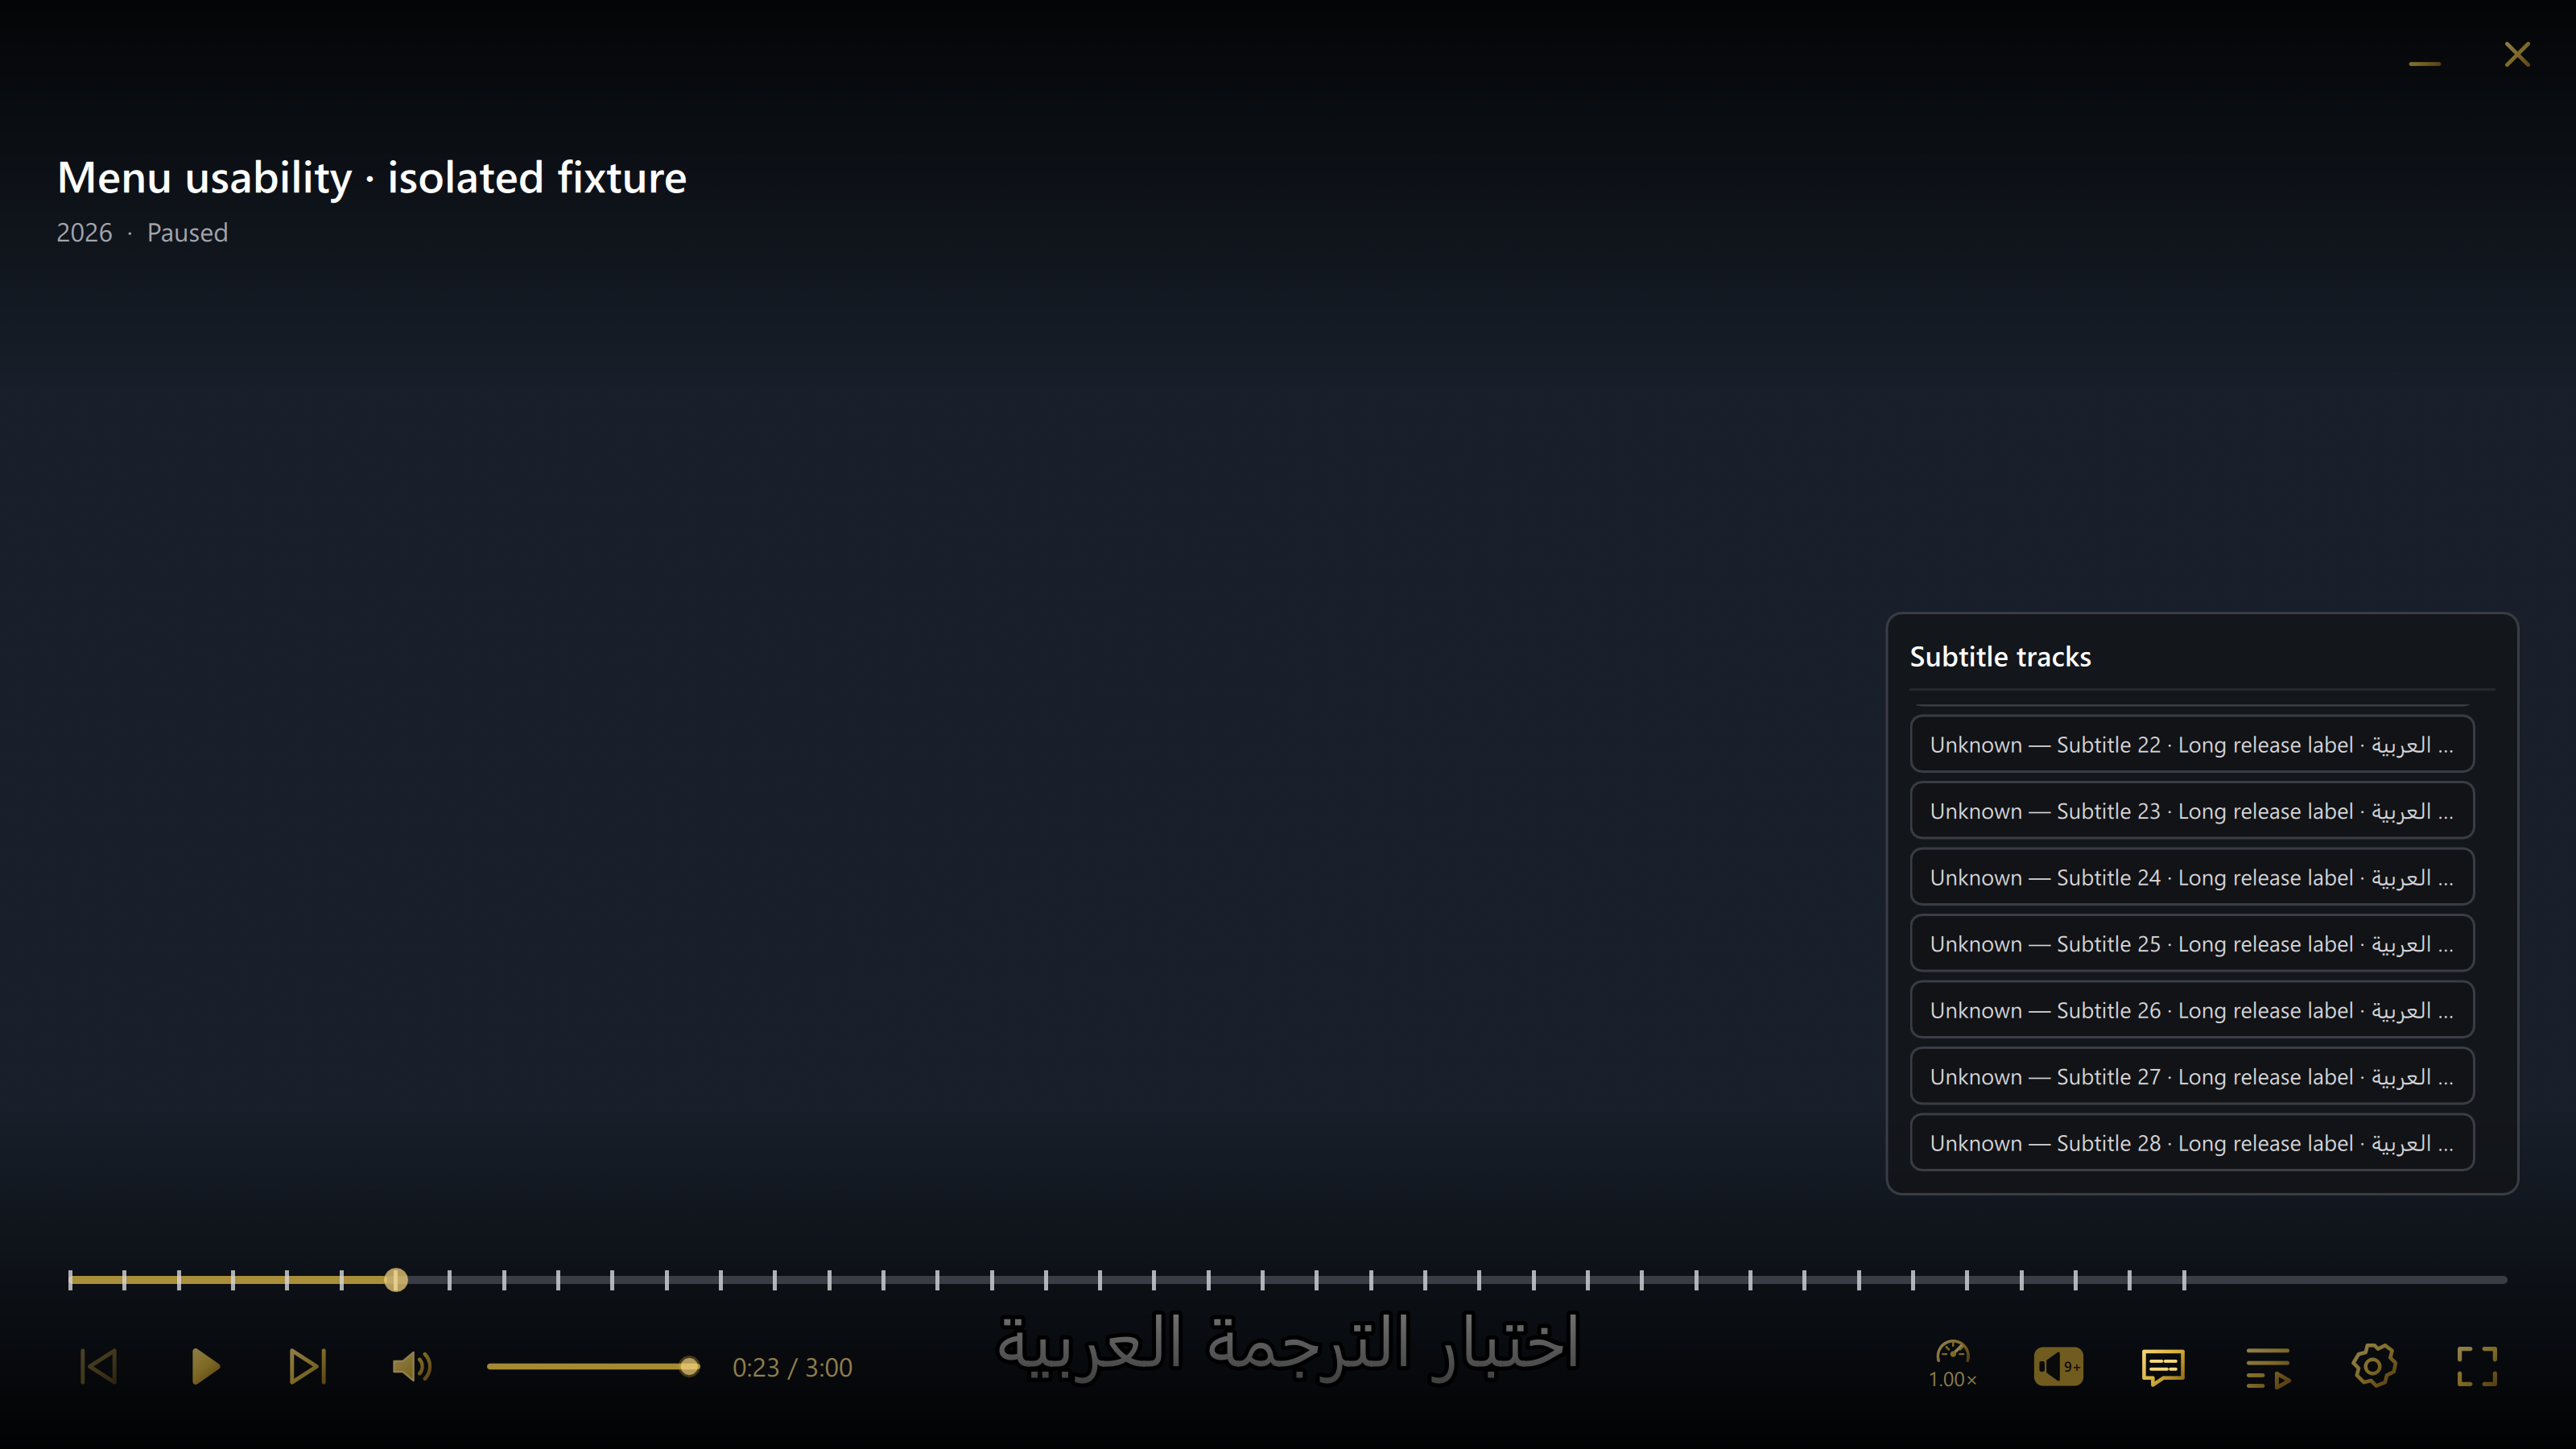 Menu usability · isolated fixture
2026 · Paused
Subtitle tracks
Unknown — Subtitle 22 · Long release label · العربية ...
Unknown — Subtitle 23 · Long release label · العربية ...
Unknown — Subtitle 24 · Long release label · العربية ...
Unknown — Subtitle 25 · Long release label · العربية ...
Unknown — Subtitle 26 · Long release label · العربية ...
Unknown — Subtitle 27 · Long release label · العربية ...
Unknown — Subtitle 28 · Long release label · العربية ...
اختبار الترجمة العربية
0:23 / 3:00
1.00×
9+